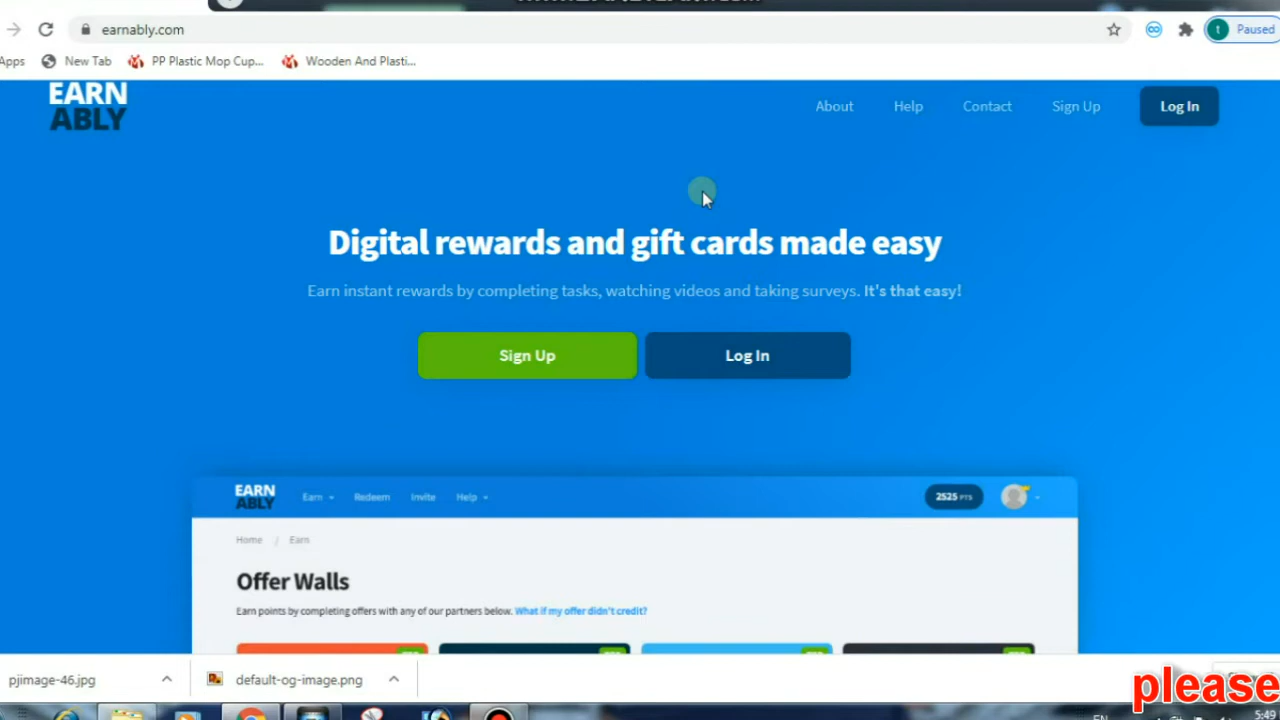 earnably.com
Paused
Apps
New Tab
PP Plastic Mop Cup...
Wooden And Plasti...
EARN
ABLY
About
Help
Contact
Sign Up
Log In
Digital rewards and gift cards made easy
Earn instant rewards by completing tasks, watching videos and taking surveys. It's that easy!
Sign Up
Log In
EARN
ABLY
Earn
Redeem
Invite
Help
2525 PTS
Home / Earn
Offer Walls
Earn points by completing offers with any of our partners below. What if my offer didn't credit?
pjimage-46.jpg
default-og-image.png
please
EN
5:49